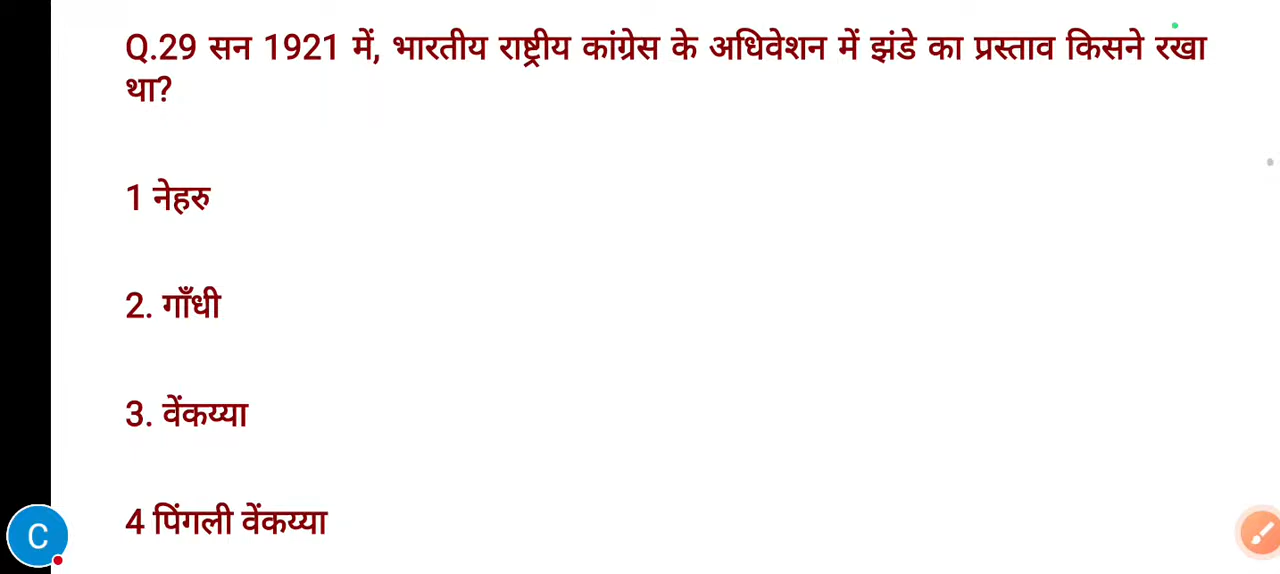 Q.29 सन 1921 में, भारतीय राष्ट्रीय कांग्रेस के अधिवेशन में झंडे का प्रस्ताव किसने रखा
था?
1 नेहरु
2. गाँधी
3. वेंकय्या
4 पिंगली वेंकय्या
C